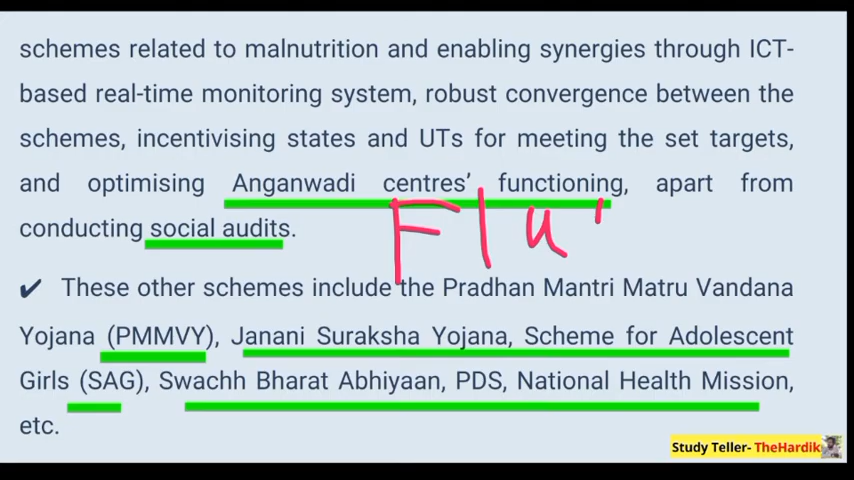 schemes related to malnutrition and enabling synergies through ICT-
based real-time monitoring system, robust convergence between the
schemes, incentivising states and UTs for meeting the set targets,
and optimising Anganwadi centres’ functioning, apart from
conducting social audits.
Flu'
✔ These other schemes include the Pradhan Mantri Matru Vandana
Yojana (PMMVY), Janani Suraksha Yojana, Scheme for Adolescent
Girls (SAG), Swachh Bharat Abhiyaan, PDS, National Health Mission,
etc.
Study Teller- TheHardik